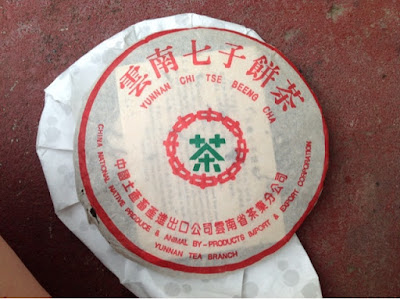 雲南七子餅茶
YUNNAN CHI TSE BEENG CHA
茶
中國土產畜產進出口公司雲南省茶葉分公司
CHINA NATIONAL NATIVE PRODUCE & ANIMAL BY-PRODUCTS IMPORT & EXPORT CORPORATION
YUNNAN TEA BRANCH